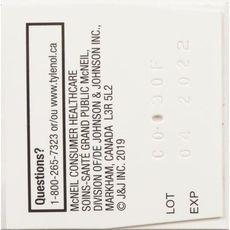 Questions?
1-800-265-7323 or/ou www.tylenol.ca
McNEIL CONSUMER HEALTHCARE
SOINS-SANTÉ GRAND PUBLIC McNEIL,
DIVISION OF/DE JOHNSON & JOHNSON INC.,
MARKHAM, CANADA L3R 5L2
© J&J INC. 2019
LOT
EXP 04 2022